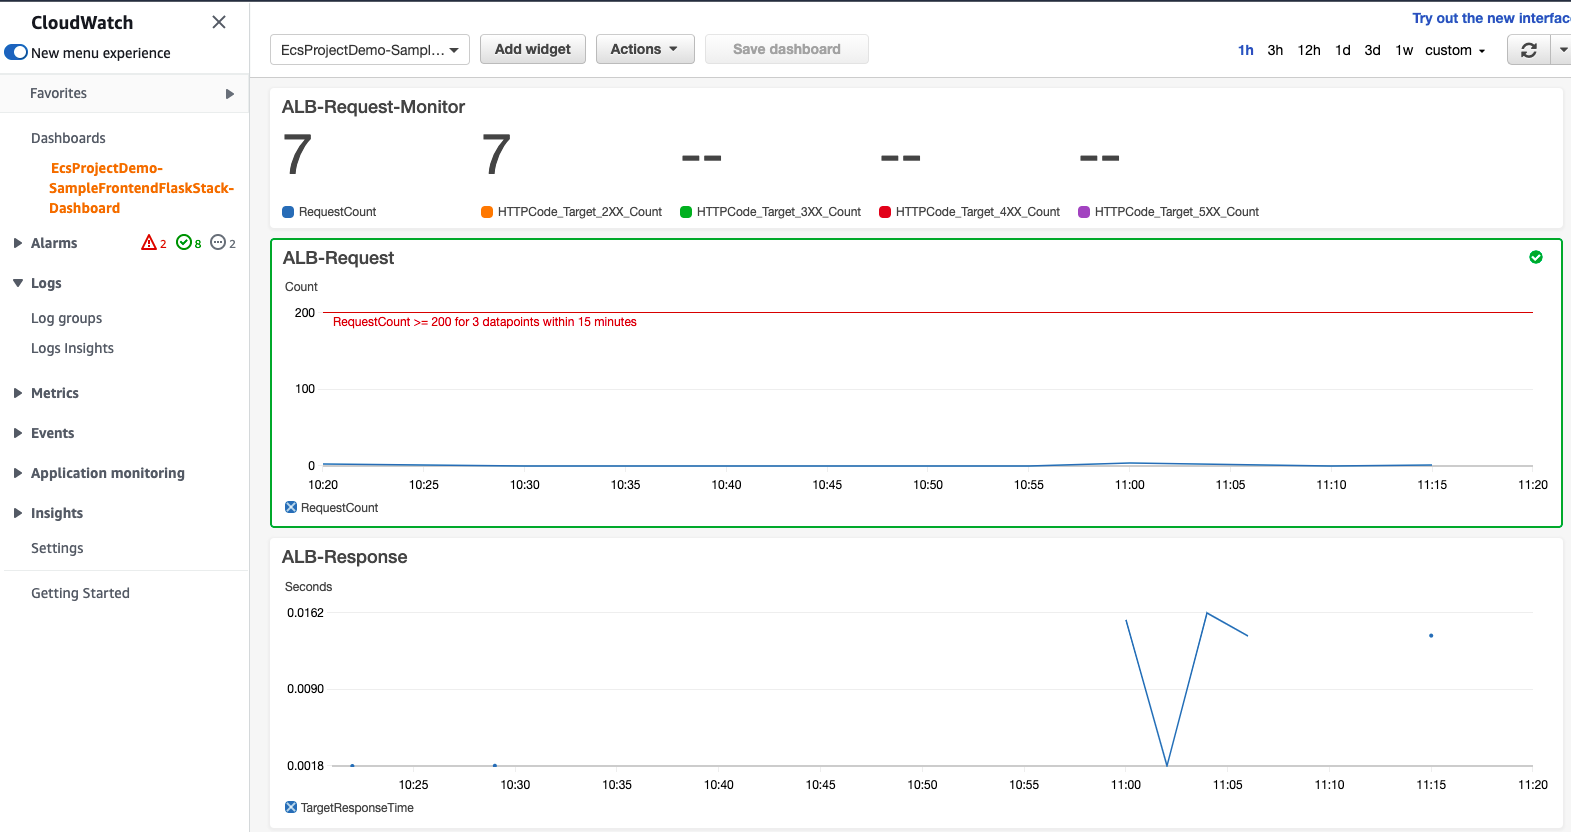 CloudWatch
New menu experience
Favorites
Dashboards
EcsProjectDemo-
SampleFrontendFlaskStack-
Dashboard
Alarms 2 8 2
Logs
Log groups
Logs Insights
Metrics
Events
Application monitoring
Insights
Settings
Getting Started
Try out the new interfac
EcsProjectDemo-Sampl... Add widget Actions Save dashboard 1h 3h 12h 1d 3d 1w custom
ALB-Request-Monitor
7 7 -- -- --
RequestCount HTTPCode_Target_2XX_Count HTTPCode_Target_3XX_Count HTTPCode_Target_4XX_Count HTTPCode_Target_5XX_Count
ALB-Request
Count
200
RequestCount >= 200 for 3 datapoints within 15 minutes
100
0
10:20 10:25 10:30 10:35 10:40 10:45 10:50 10:55 11:00 11:05 11:10 11:15 11:20
RequestCount
ALB-Response
Seconds
0.0162
0.0090
0.0018
10:25 10:30 10:35 10:40 10:45 10:50 10:55 11:00 11:05 11:10 11:15 11:20
TargetResponseTime